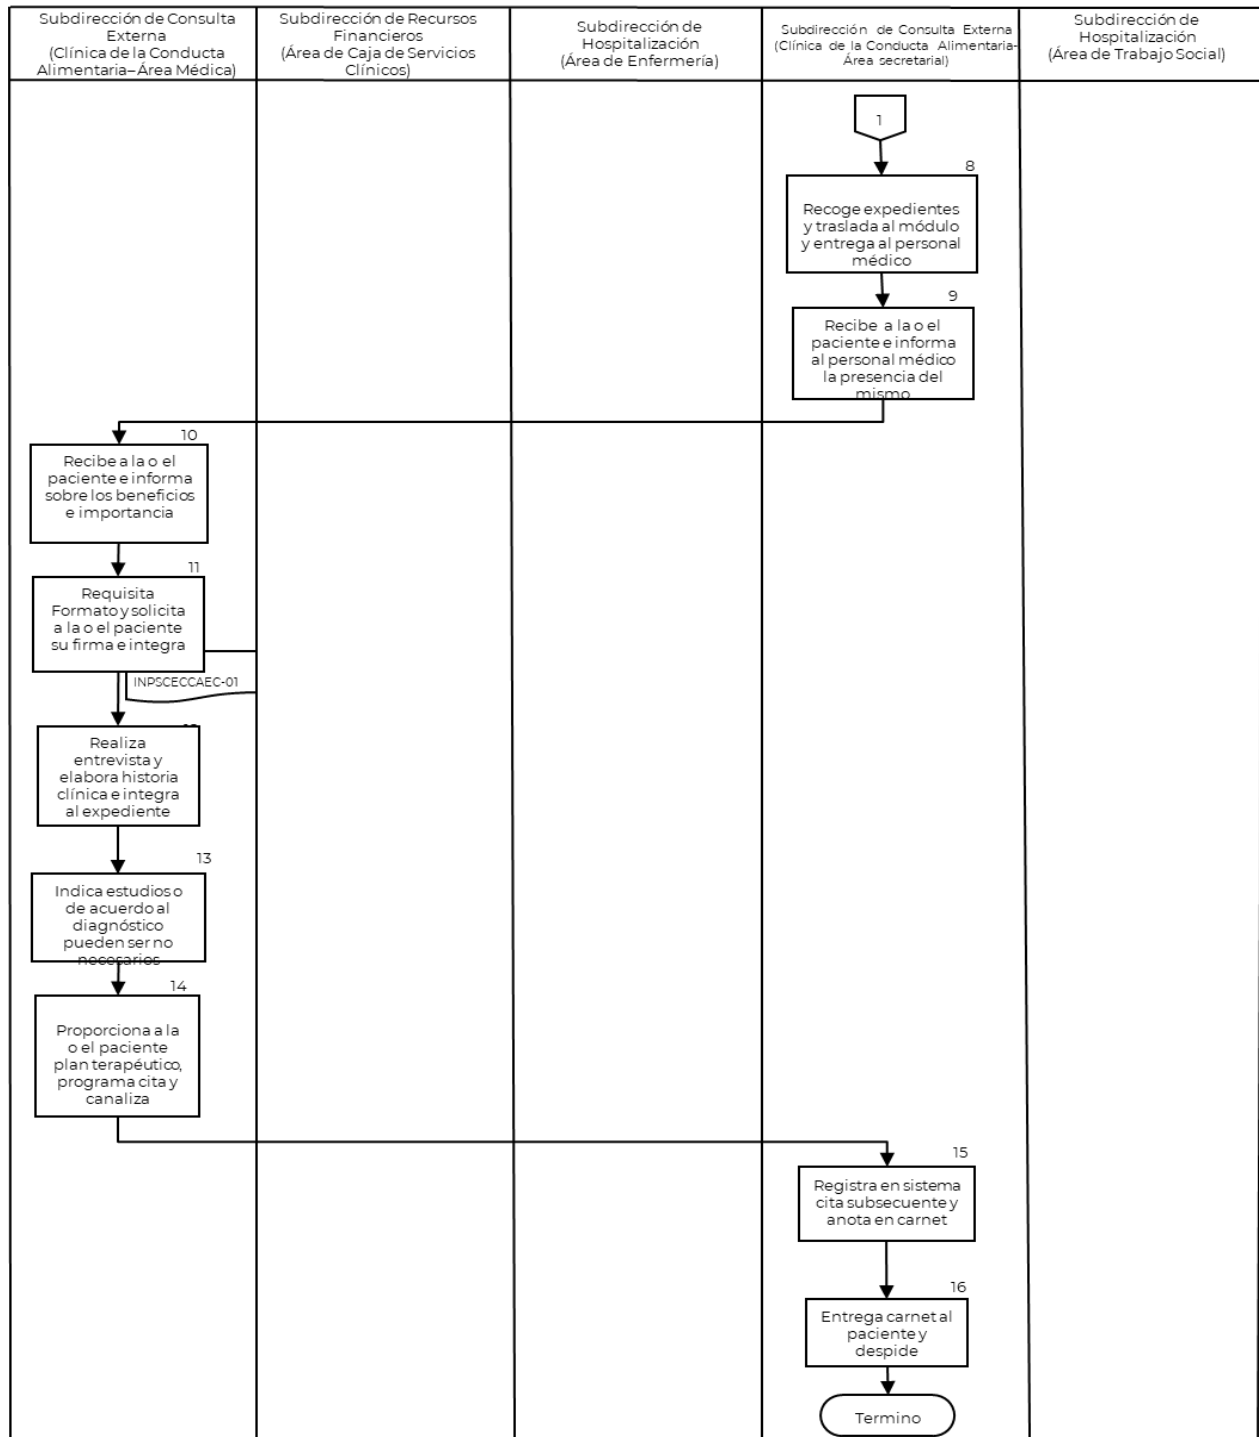 Subdirección de Consulta
Externa
(Clínica de la Conducta
Alimentaria–Área Médica)
Subdirección de Recursos
Financieros
(Área de Caja de Servicios
Clínicos)
Subdirección de
Hospitalización
(Área de Enfermería)
Subdirección de Consulta Externa
(Clínica de la Conducta Alimentaria-
Área secretarial)
Subdirección de
Hospitalización
(Área de Trabajo Social)
1
8
Recoge expedientes
y traslada al módulo
y entrega al personal
médico
9
Recibe a la o el
paciente e informa
al personal médico
la presencia del
mismo
10
Recibe a la o el
paciente e informa
sobre los beneficios
e importancia
11
Requisita
Formato y solicita
a la o el paciente
su firma e integra
INPSCECCAEC-01
Realiza
entrevista y
elabora historia
clínica e integra
al expediente
13
Indica estudios o
de acuerdo al
diagnóstico
pueden ser no
necesarios
14
Proporciona a la
o el paciente
plan terapéutico,
programa cita y
canaliza
15
Registra en sistema
cita subsecuente y
anota en carnet
16
Entrega carnet al
paciente y
despide
Termino